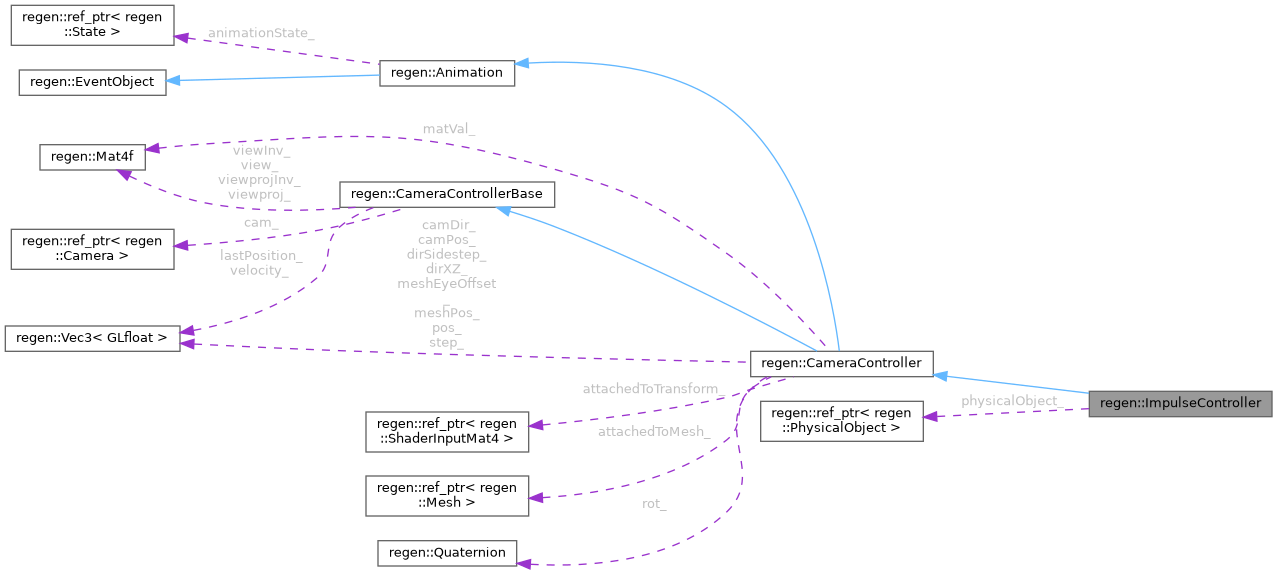 regen::ref_ptr< regen
::State >
animationState_
regen::EventObject
regen::Animation
matVal_
regen::Mat4f
viewInv_
view_
viewprojInv_
viewproj_
regen::CameraControllerBase
cam_
regen::ref_ptr< regen
::Camera >
lastPosition_
velocity_
camDir_
camPos_
dirSidestep_
dirXZ_
meshEyeOffset
_
meshPos_
pos_
step_
regen::Vec3< GLfloat >
regen::CameraController
attachedToTransform_
regen::ref_ptr< regen
::ShaderInputMat4 >
attachedToMesh_
regen::ref_ptr< regen
::PhysicalObject >
physicalObject_
regen::ImpulseController
regen::ref_ptr< regen
::Mesh >
rot_
regen::Quaternion